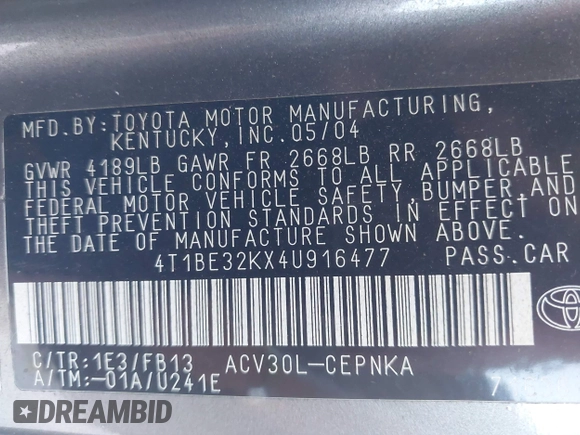 MFD.BY:TOYOTA MOTOR MANUFACTURING,
KENTUCKY,INC.05/04
GVWR 4189LB GAWR FR 2668LB RR 2668LB
THIS VEHICLE CONFORMS TO ALL APPLICABLE
FEDERAL MOTOR VEHICLE SAFETY,BUMPER,AND
THEFT PREVENTION STANDARDS IN EFFECT ON
THE DATE OF MANUFACTURE SHOWN ABOVE.
4T1BE32KX4U916477 PASS.CAR
C/TR:1E3/FB13 ACV30L-CEPNKA
A/TM:-01A/U241E /
DREAMBID